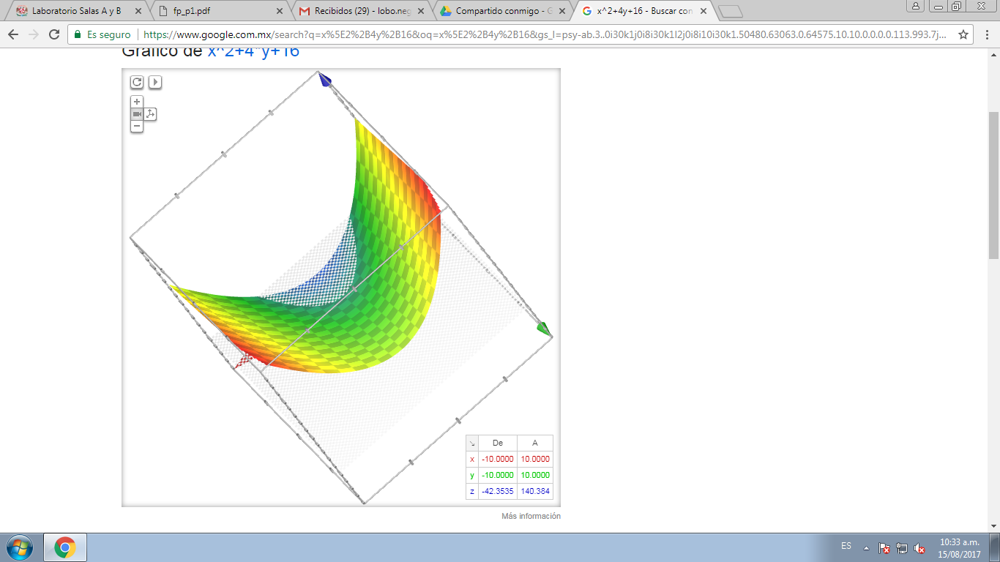 Laboratorio Salas A y B
fp_p1.pdf
Recibidos (29) - lobo.neg
Compartido conmigo - G
x^2+4y+16 - Buscar con
Es seguro
https://www.google.com.mx/search?q=x%5E2%2B4y%2B16&oq=x%5E2%2B4y%2B16&gs_l=psy-ab.3..0i30k1j0i8i30k1l2j0i8i10i30k1.50480.63063.0.64575.10.10.0.0.0.0.113.993.7j...
Gráfico de x^2+4*y+16
De A
x -10.0000 10.0000
y -10.0000 10.0000
z -42.3535 140.384
Más información
ES
10:33 a.m.
15/08/2017